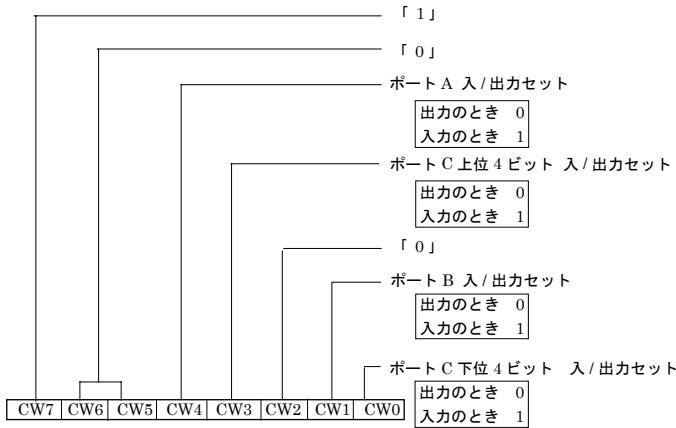 「 1 」
「 0 」
ポート A 入 / 出力セット
出力のとき 0
入力のとき 1
ポート C 上位 4 ビット 入 / 出力セット
出力のとき 0
入力のとき 1
「 0 」
ポート B 入 / 出力セット
出力のとき 0
入力のとき 1
ポート C 下位 4 ビット 入 / 出力セット
出力のとき 0
入力のとき 1
CW7 CW6 CW5 CW4 CW3 CW2 CW1 CW0